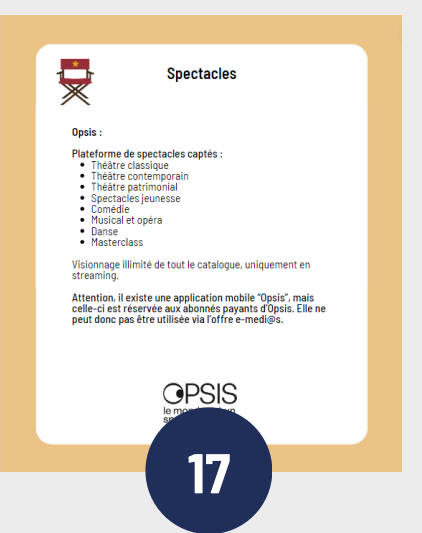 Spectacles
Opsis :
Plateforme de spectacles captés :
Théâtre classique
Théâtre contemporain
Théâtre patrimonial
Spectacles jeunesse
Comédie
Musical et opéra
Danse
Masterclass
Visionnage illimité de tout le catalogue, uniquement en
streaming.
Attention, il existe une application mobile "Opsis", mais
celle-ci est réservée aux abonnés payants d'Opsis. Elle ne
peut donc pas être utilisée via l'offre e-medi@s.
OPSIS
le
17